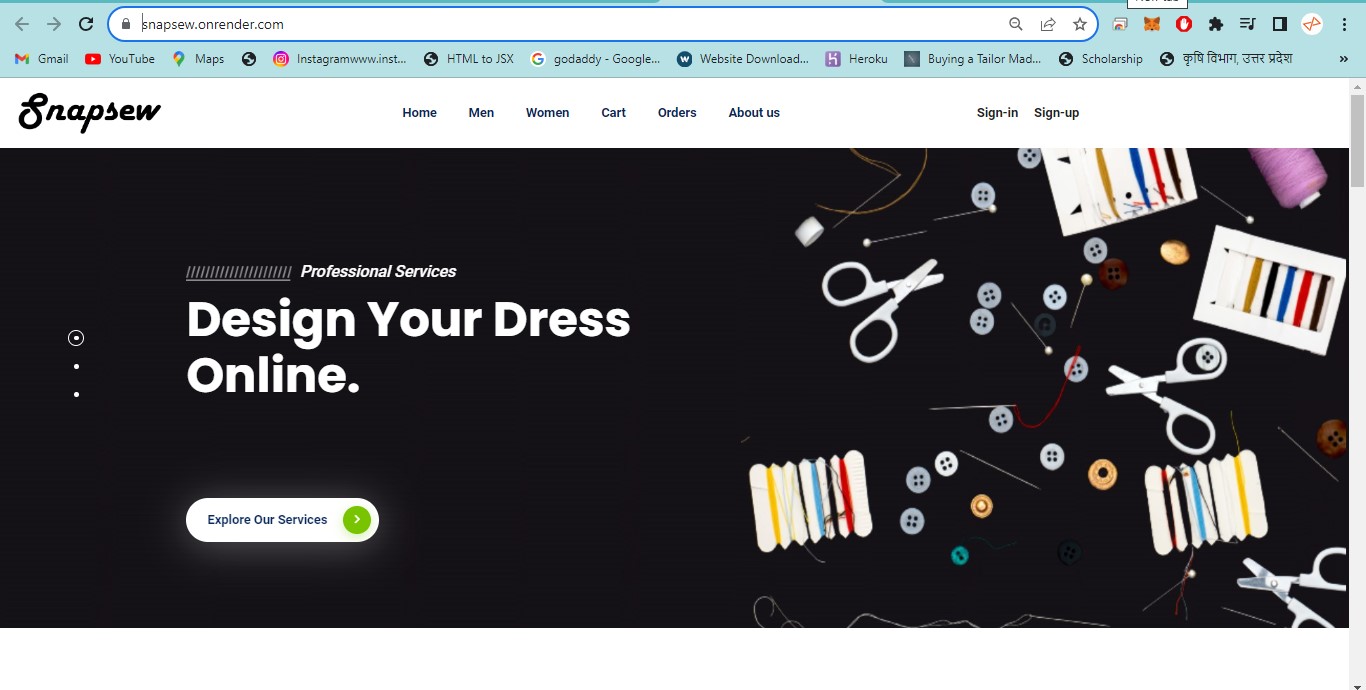 snapsew.onrender.com
Gmail YouTube Maps Instagramwww.inst... HTML to JSX godaddy - Google... Website Download... Heroku Buying a Tailor Mad... Scholarship कृषि विभाग, उत्तर प्रदेश »
Snapsew Home Men Women Cart Orders About us Sign-in Sign-up
//////////////////// Professional Services
Design Your Dress
Online.
Explore Our Services